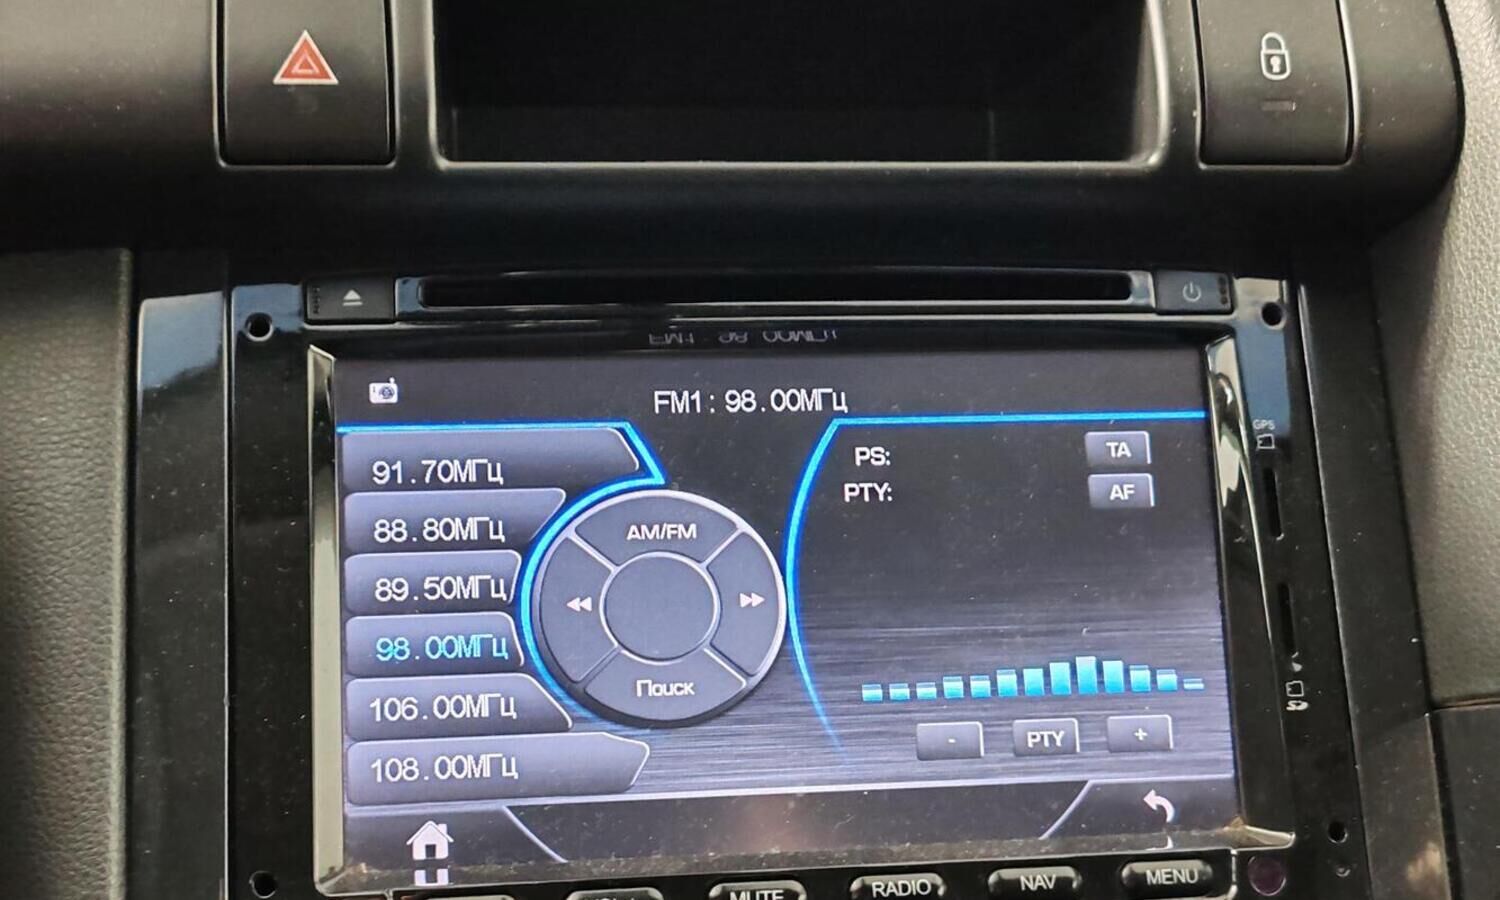 FM1: 98.00МГц
91.70МГц
88.80МГц
89.50МГц
98.00МГц
106.00МГц
108.00МГц
AM/FM
Поиск
PS:
PTY:
TA
AF
-
PTY
+
GPS
MUTE
RADIO
NAV
MENU